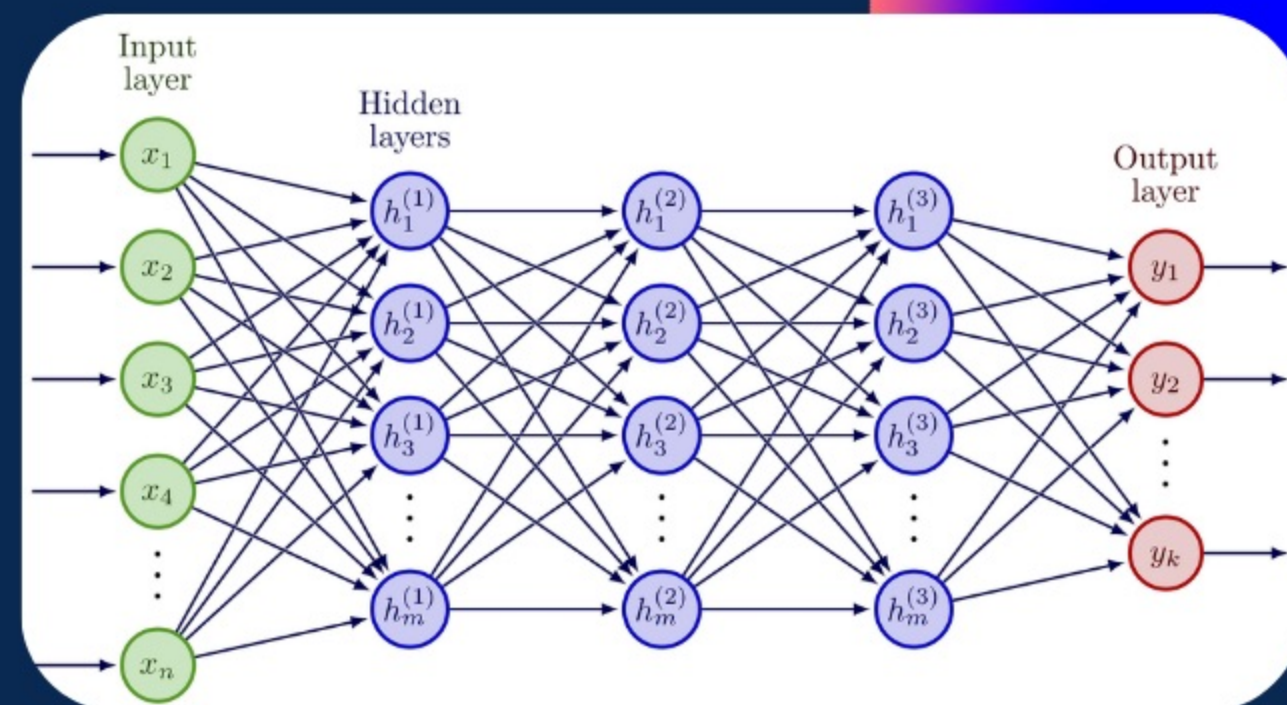 Input
layer
Hidden
layers
Output
layer
x₁
x₂
x₃
x₄
⋮
xₙ
h₁⁽¹⁾
h₂⁽¹⁾
h₃⁽¹⁾
⋮
hₘ⁽¹⁾
h₁⁽²⁾
h₂⁽²⁾
h₃⁽²⁾
⋮
hₘ⁽²⁾
h₁⁽³⁾
h₂⁽³⁾
h₃⁽³⁾
⋮
hₘ⁽³⁾
y₁
y₂
⋮
yₖ